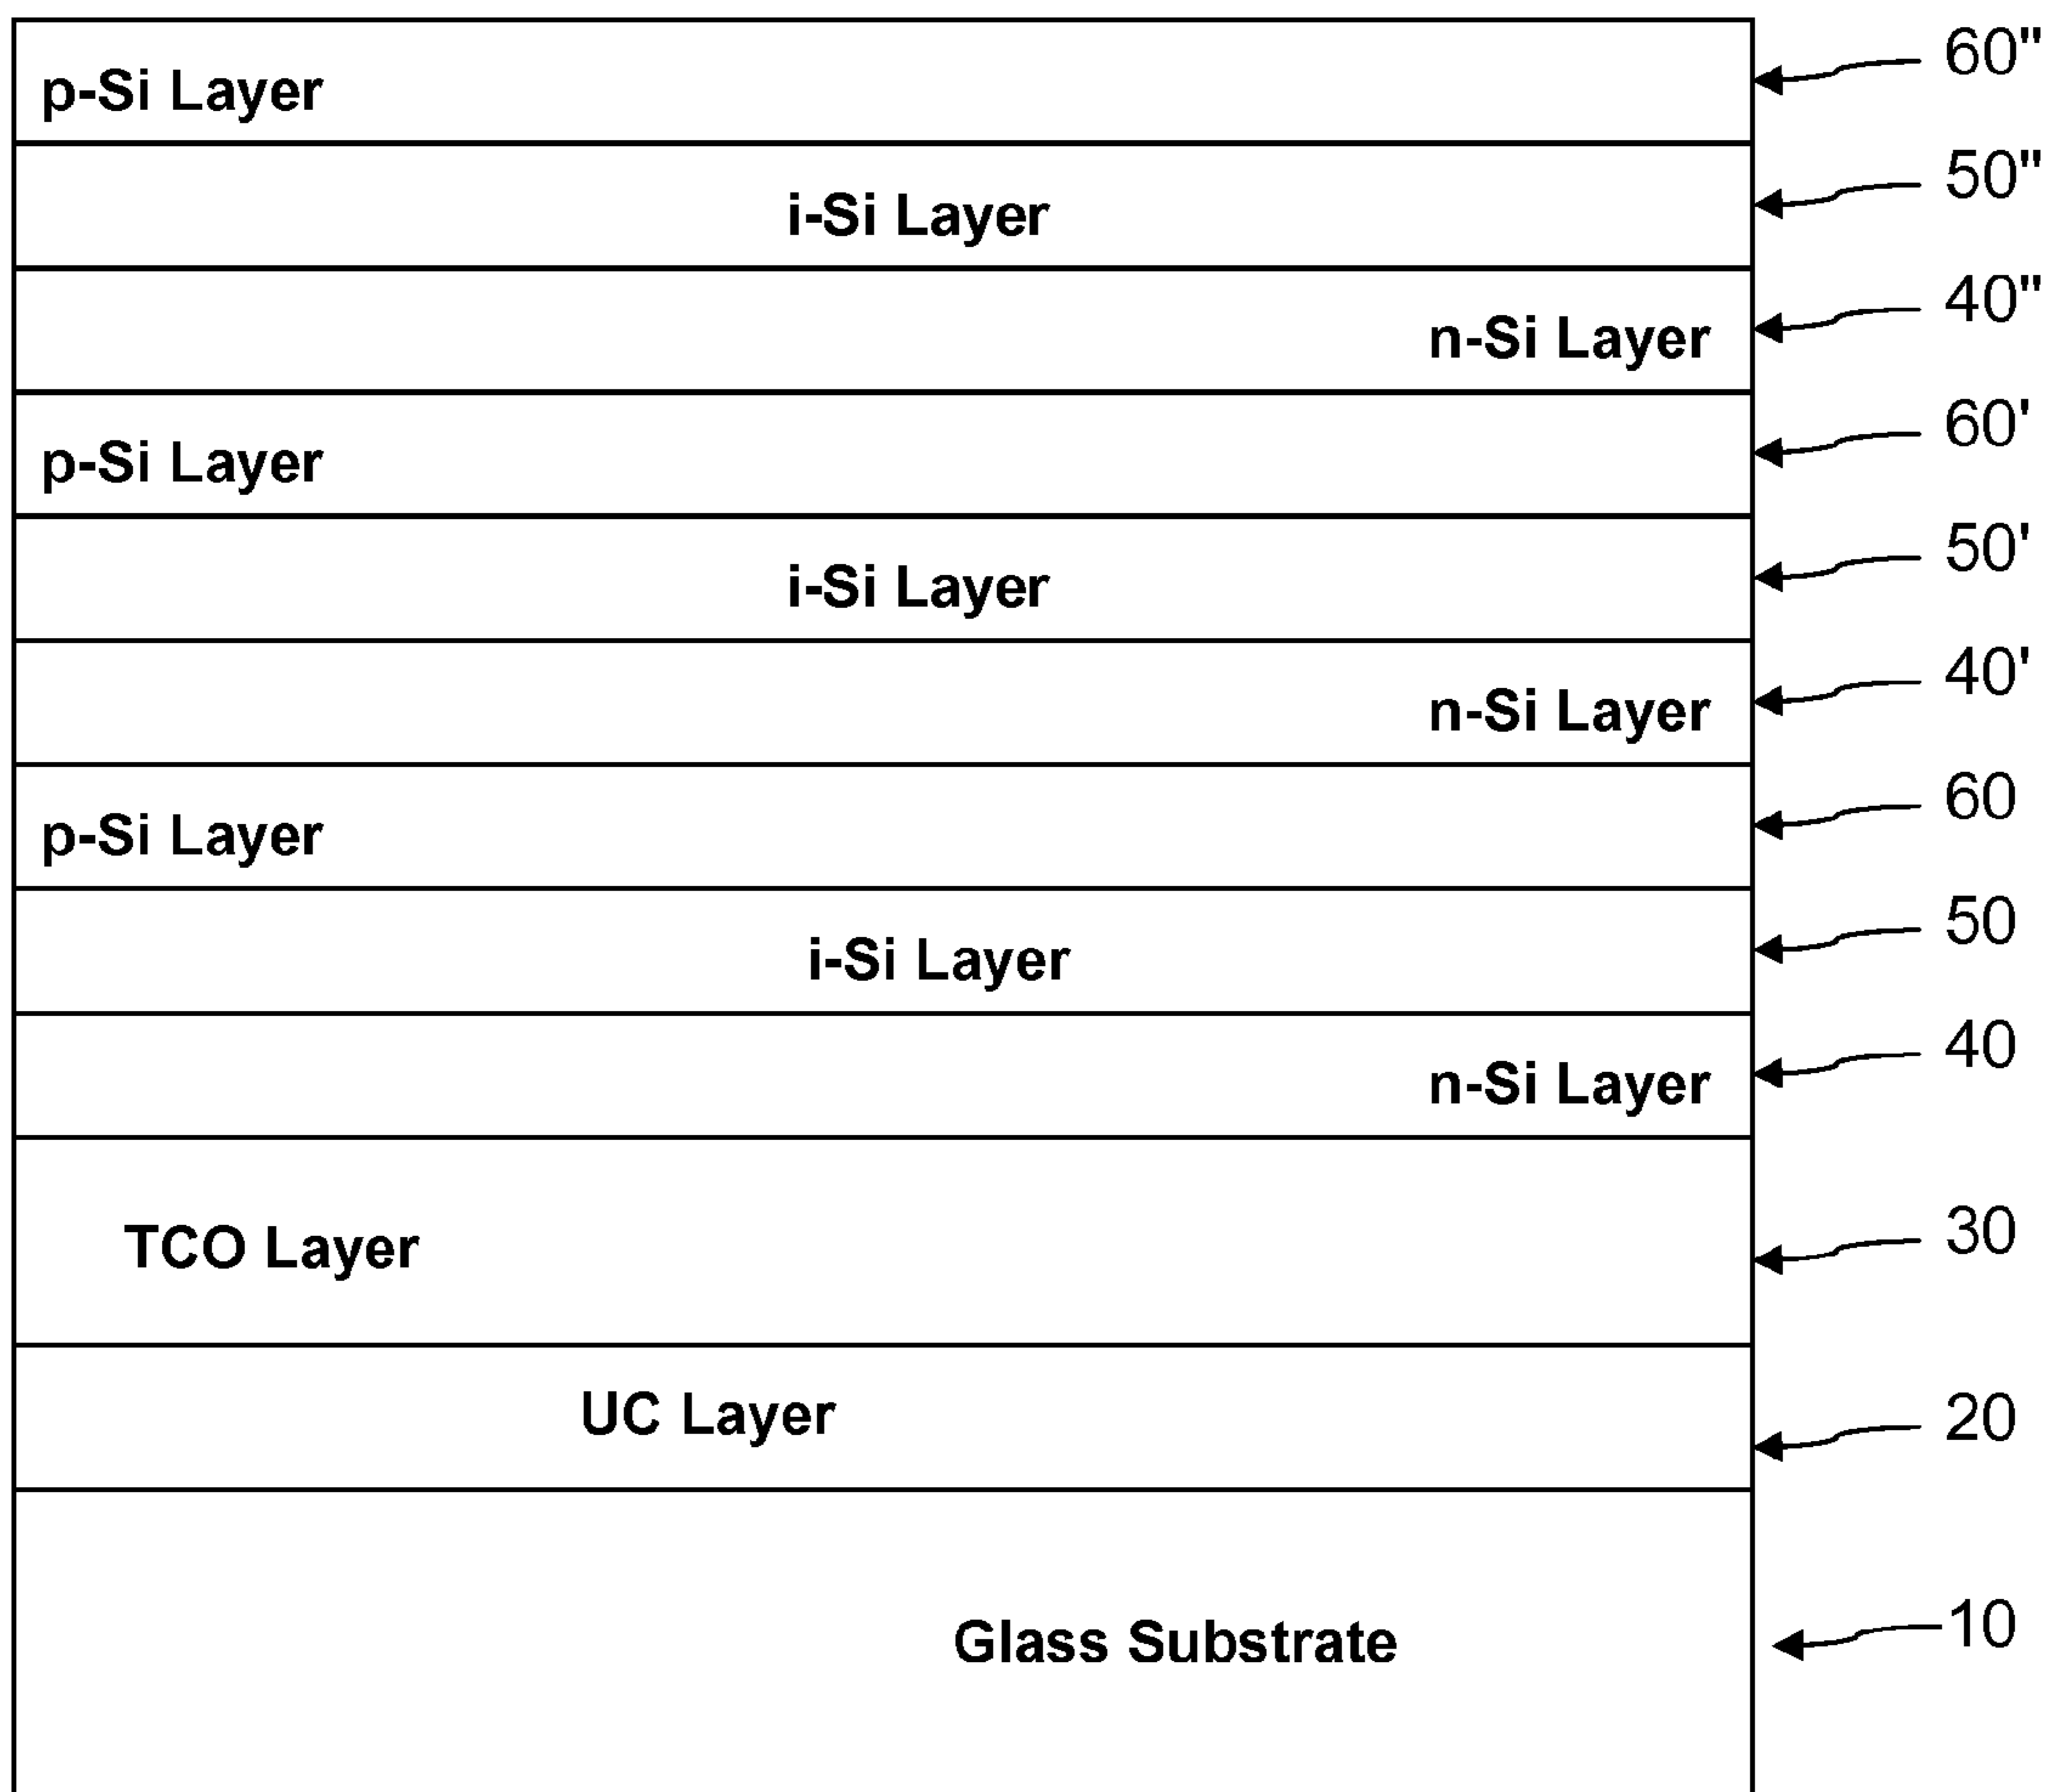 p-Si Layer 60"
i-Si Layer 50"
n-Si Layer 40"
p-Si Layer 60'
i-Si Layer 50'
n-Si Layer 40'
p-Si Layer 60
i-Si Layer 50
n-Si Layer 40
TCO Layer 30
UC Layer 20
Glass Substrate 10